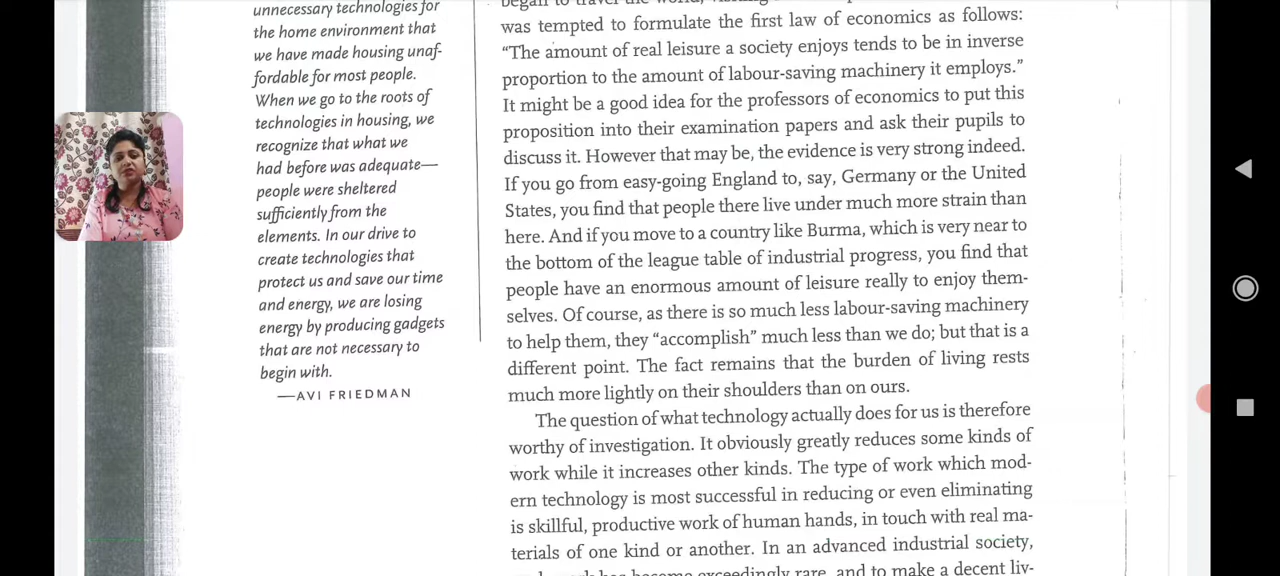 unnecessary technologies for
the home environment that
we have made housing unaf-
fordable for most people.
When we go to the roots of
technologies in housing, we
recognize that what we
had before was adequate—
people were sheltered
sufficiently from the
elements. In our drive to
create technologies that
protect us and save our time
and energy, we are losing
energy by producing gadgets
that are not necessary to
begin with.
—AVI FRIEDMAN
was tempted to formulate the first law of economics as follows:
“The amount of real leisure a society enjoys tends to be in inverse
proportion to the amount of labour-saving machinery it employs.”
It might be a good idea for the professors of economics to put this
proposition into their examination papers and ask their pupils to
discuss it. However that may be, the evidence is very strong indeed.
If you go from easy-going England to, say, Germany or the United
States, you find that people there live under much more strain than
here. And if you move to a country like Burma, which is very near to
the bottom of the league table of industrial progress, you find that
people have an enormous amount of leisure really to enjoy them-
selves. Of course, as there is so much less labour-saving machinery
to help them, they “accomplish” much less than we do; but that is a
different point. The fact remains that the burden of living rests
much more lightly on their shoulders than on ours.
The question of what technology actually does for us is therefore
worthy of investigation. It obviously greatly reduces some kinds of
work while it increases other kinds. The type of work which mod-
ern technology is most successful in reducing or even eliminating
is skillful, productive work of human hands, in touch with real ma-
terials of one kind or another. In an advanced industrial society,
exceedingly rare, and to make a decent liv-